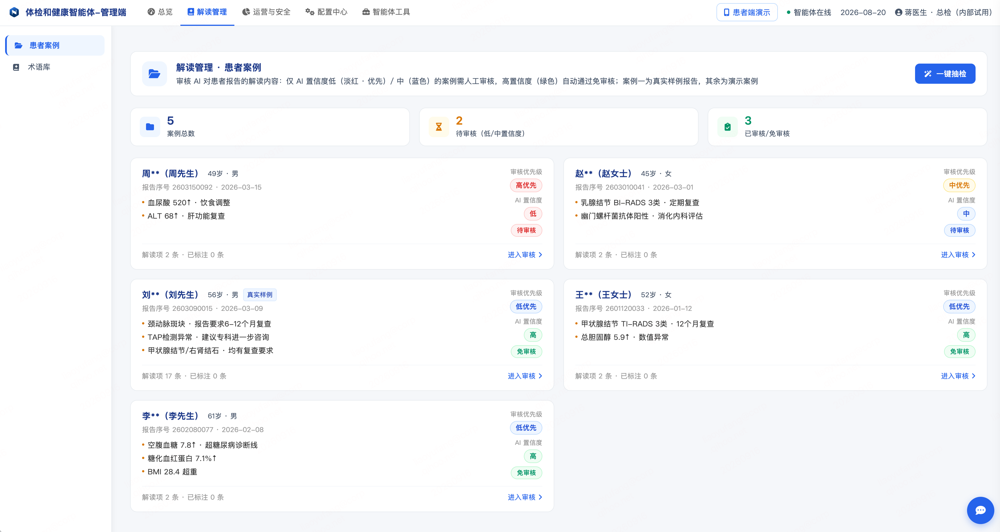 体检和健康智能体-管理端 总览 解读管理 运营与安全 配置中心 智能体工具 患者端演示 智能体在线 2026-08-20 蒋医生 · 总检（内部试用）
患者案例
术语库
解读管理 · 患者案例
审核 AI 对患者报告的解读内容：仅 AI 置信度低（淡红 · 优先）/ 中（蓝色）的案例需人工审核，高置信度（绿色）自动通过免审核；案例一为真实样例报告，其余为演示案例
一键抽检
5
案例总数
2
待审核（低/中置信度）
3
已审核/免审核
周**（周先生） 49岁 · 男
报告序号 2603150092 · 2026-03-15
• 血尿酸 520↑ · 饮食调整
• ALT 68↑ · 肝功能复查
审核优先级
高优先
AI 置信度
低
待审核
解读项 2 条 · 已标注 0 条
进入审核
赵**（赵女士） 45岁 · 女
报告序号 2603010041 · 2026-03-01
• 乳腺结节 BI-RADS 3类 · 定期复查
• 幽门螺杆菌抗体阳性 · 消化内科评估
审核优先级
中优先
AI 置信度
中
待审核
解读项 2 条 · 已标注 0 条
进入审核
刘**（刘先生） 56岁 · 男 真实样例
报告序号 2603090015 · 2026-03-09
• 颈动脉斑块 · 报告要求6-12个月复查
• TAP检测异常 · 建议专科进一步咨询
• 甲状腺结节/右肾结石 · 均有复查要求
审核优先级
低优先
AI 置信度
高
免审核
解读项 17 条 · 已标注 0 条
进入审核
王**（王女士） 52岁 · 女
报告序号 2601120033 · 2026-01-12
• 甲状腺结节 TI-RADS 3类 · 12个月复查
• 总胆固醇 5.9↑ · 数值异常
审核优先级
低优先
AI 置信度
高
免审核
解读项 2 条 · 已标注 0 条
进入审核
李**（李先生） 61岁 · 男
报告序号 2602080077 · 2026-02-08
• 空腹血糖 7.8↑ · 超糖尿病诊断线
• 糖化血红蛋白 7.1%↑
• BMI 28.4 超重
审核优先级
低优先
AI 置信度
高
免审核
解读项 2 条 · 已标注 0 条
进入审核